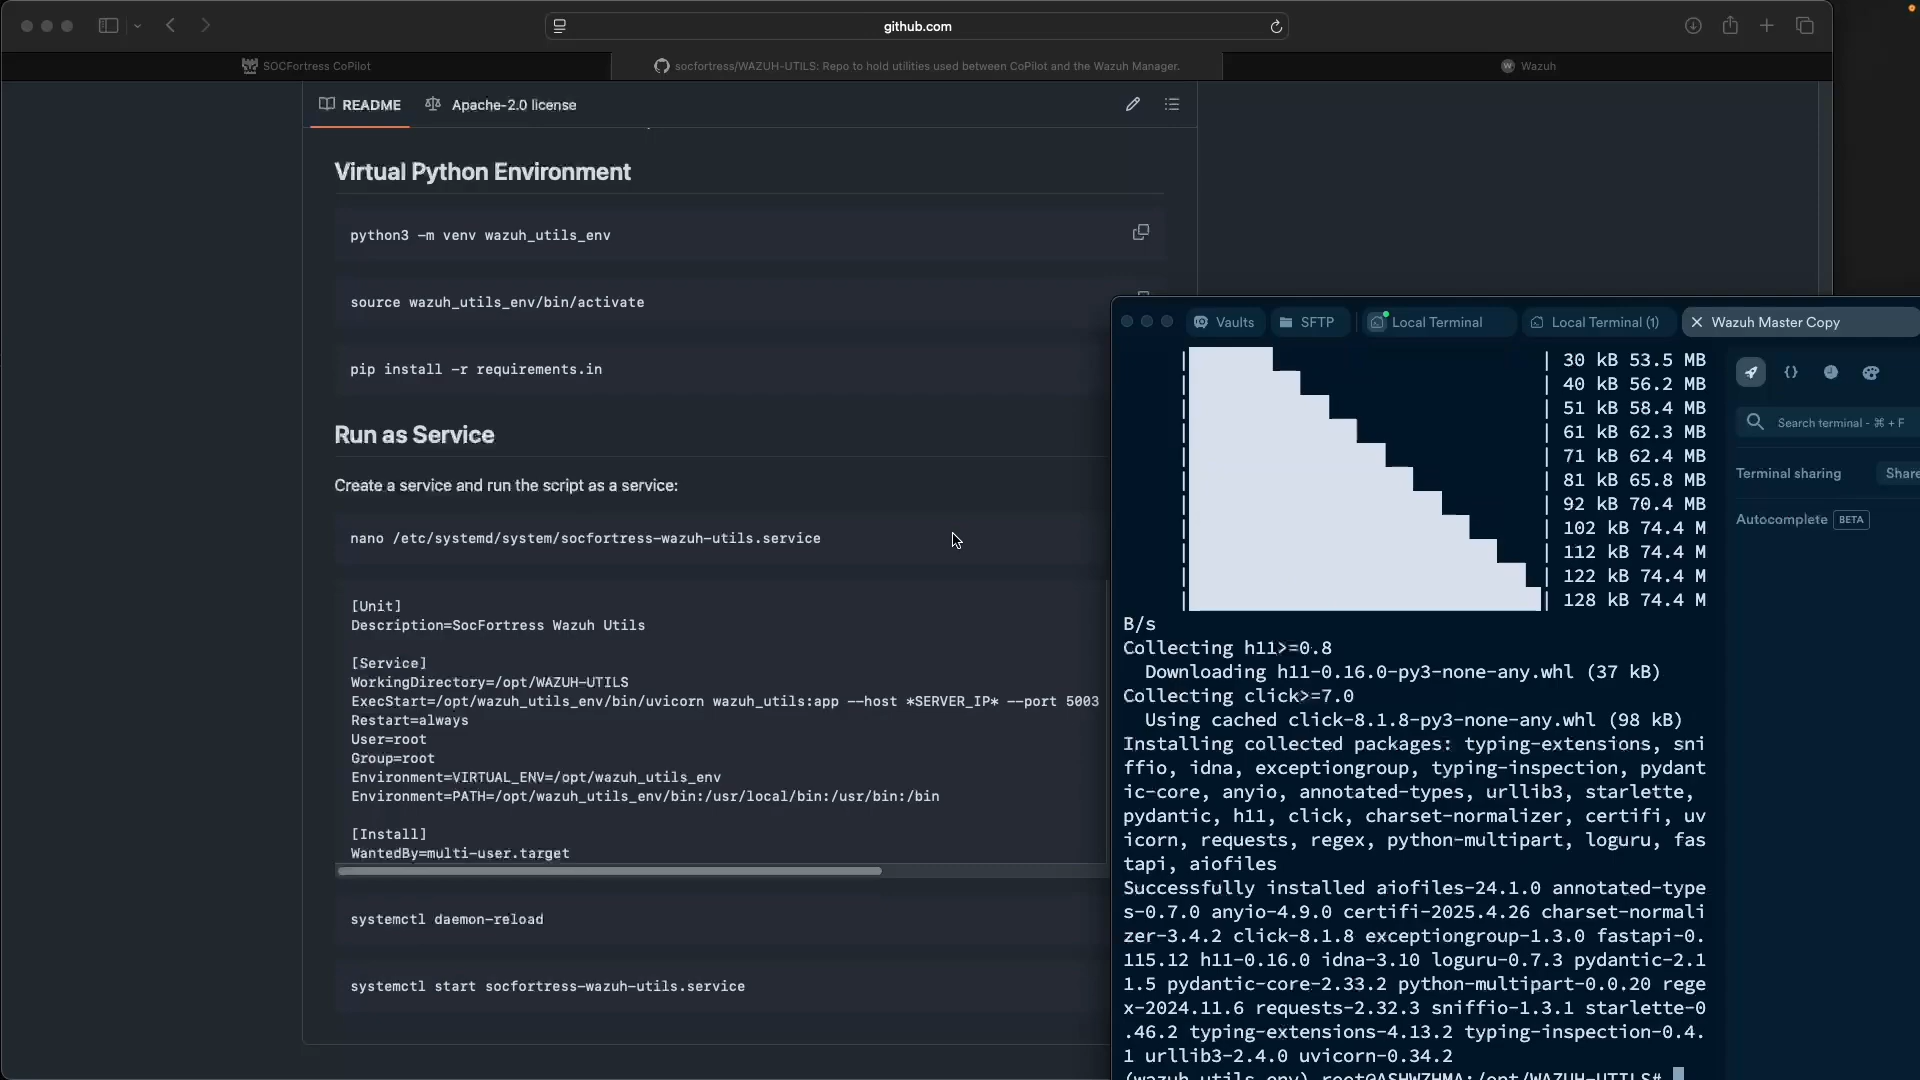 github.com
SOCFortress CoPilot
socfortress/WAZUH-UTILS: Repo to hold utilities used between CoPilot and the Wazuh Manager.
W Wazuh
README
Apache-2.0 license
Virtual Python Environment
python3 -m venv wazuh_utils_env
source wazuh_utils_env/bin/activate
pip install -r requirements.in
Run as Service
Create a service and run the script as a service:
nano /etc/systemd/system/socfortress-wazuh-utils.service
[Unit]
Description=SocFortress Wazuh Utils
[Service]
WorkingDirectory=/opt/WAZUH-UTILS
ExecStart=/opt/wazuh_utils_env/bin/uvicorn wazuh_utils:app --host *SERVER_IP* --port 5003
Restart=always
User=root
Group=root
Environment=VIRTUAL_ENV=/opt/wazuh_utils_env
Environment=PATH=/opt/wazuh_utils_env/bin:/usr/local/bin:/usr/bin:/bin
[Install]
WantedBy=multi-user.target
systemctl daemon-reload
systemctl start socfortress-wazuh-utils.service
Vaults
SFTP
Local Terminal
Local Terminal (1)
Wazuh Master Copy
| | 30 kB 53.5 MB
| | 40 kB 56.2 MB
| | 51 kB 58.4 MB
| | 61 kB 62.3 MB
| | 71 kB 62.4 MB
| | 81 kB 65.8 MB
| | 92 kB 70.4 MB
| | 102 kB 74.4 M
| | 112 kB 74.4 M
| | 122 kB 74.4 M
| | 128 kB 74.4 M
B/s
Collecting h11>=0.8
Downloading h11-0.16.0-py3-none-any.whl (37 kB)
Collecting click>=7.0
Using cached click-8.1.8-py3-none-any.whl (98 kB)
Installing collected packages: typing-extensions, sni
ffio, idna, exceptiongroup, typing-inspection, pydant
ic-core, anyio, annotated-types, urllib3, starlette,
pydantic, h11, click, charset-normalizer, certifi, uv
icorn, requests, regex, python-multipart, loguru, fas
tapi, aiofiles
Successfully installed aiofiles-24.1.0 annotated-type
s-0.7.0 anyio-4.9.0 certifi-2025.4.26 charset-normali
zer-3.4.2 click-8.1.8 exceptiongroup-1.3.0 fastapi-0.
115.12 h11-0.16.0 idna-3.10 loguru-0.7.3 pydantic-2.1
1.5 pydantic-core-2.33.2 python-multipart-0.0.20 rege
x-2024.11.6 requests-2.32.3 sniffio-1.3.1 starlette-0
.46.2 typing-extensions-4.13.2 typing-inspection-0.4.
1 urllib3-2.4.0 uvicorn-0.34.2
(wazuh_utils_env) root@ASHWZHMA:/opt/WAZUH-UTILS#
{}
Search terminal - ⌘ + F
Terminal sharing
Share
Autocomplete BETA